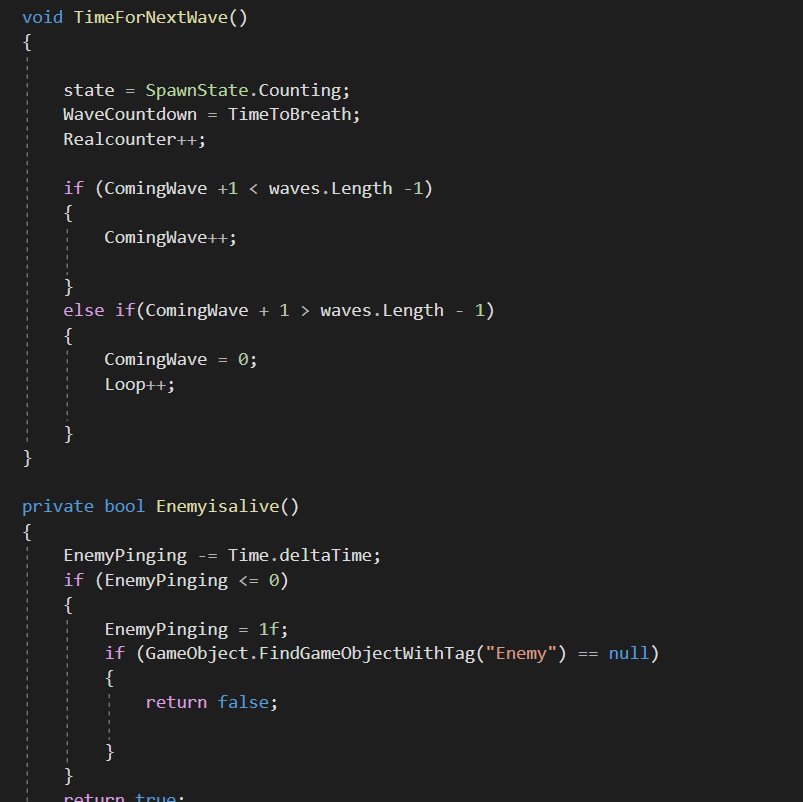 void TimeForNextWave()
{
state = SpawnState.Counting;
WaveCountdown = TimeToBreath;
Realcounter++;
if (ComingWave +1 < waves.Length -1)
{
ComingWave++;
}
else if(ComingWave + 1 > waves.Length - 1)
{
ComingWave = 0;
Loop++;
}
}
private bool Enemyisalive()
{
EnemyPinging -= Time.deltaTime;
if (EnemyPinging <= 0)
{
EnemyPinging = 1f;
if (GameObject.FindGameObjectWithTag("Enemy") == null)
{
return false;
}
}
return true;